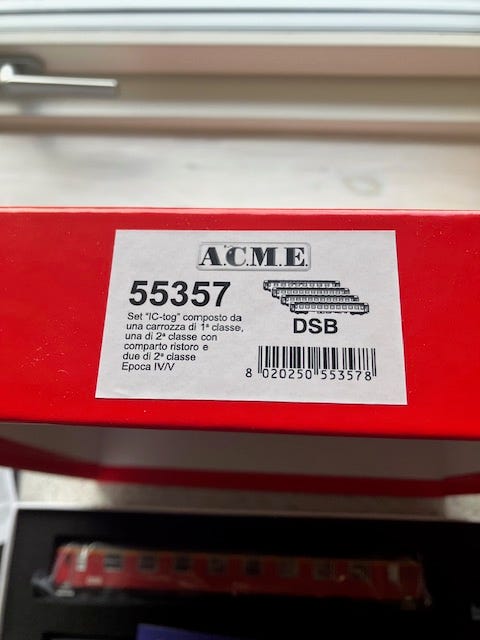 A.C.M.E.
55357
DSB
Set "IC-tog" composto da
una carrozza di 1ª classe,
una di 2ª classe con
comparto ristoro e
due di 2ª classe
Epoca IV/V
8 020250 553578